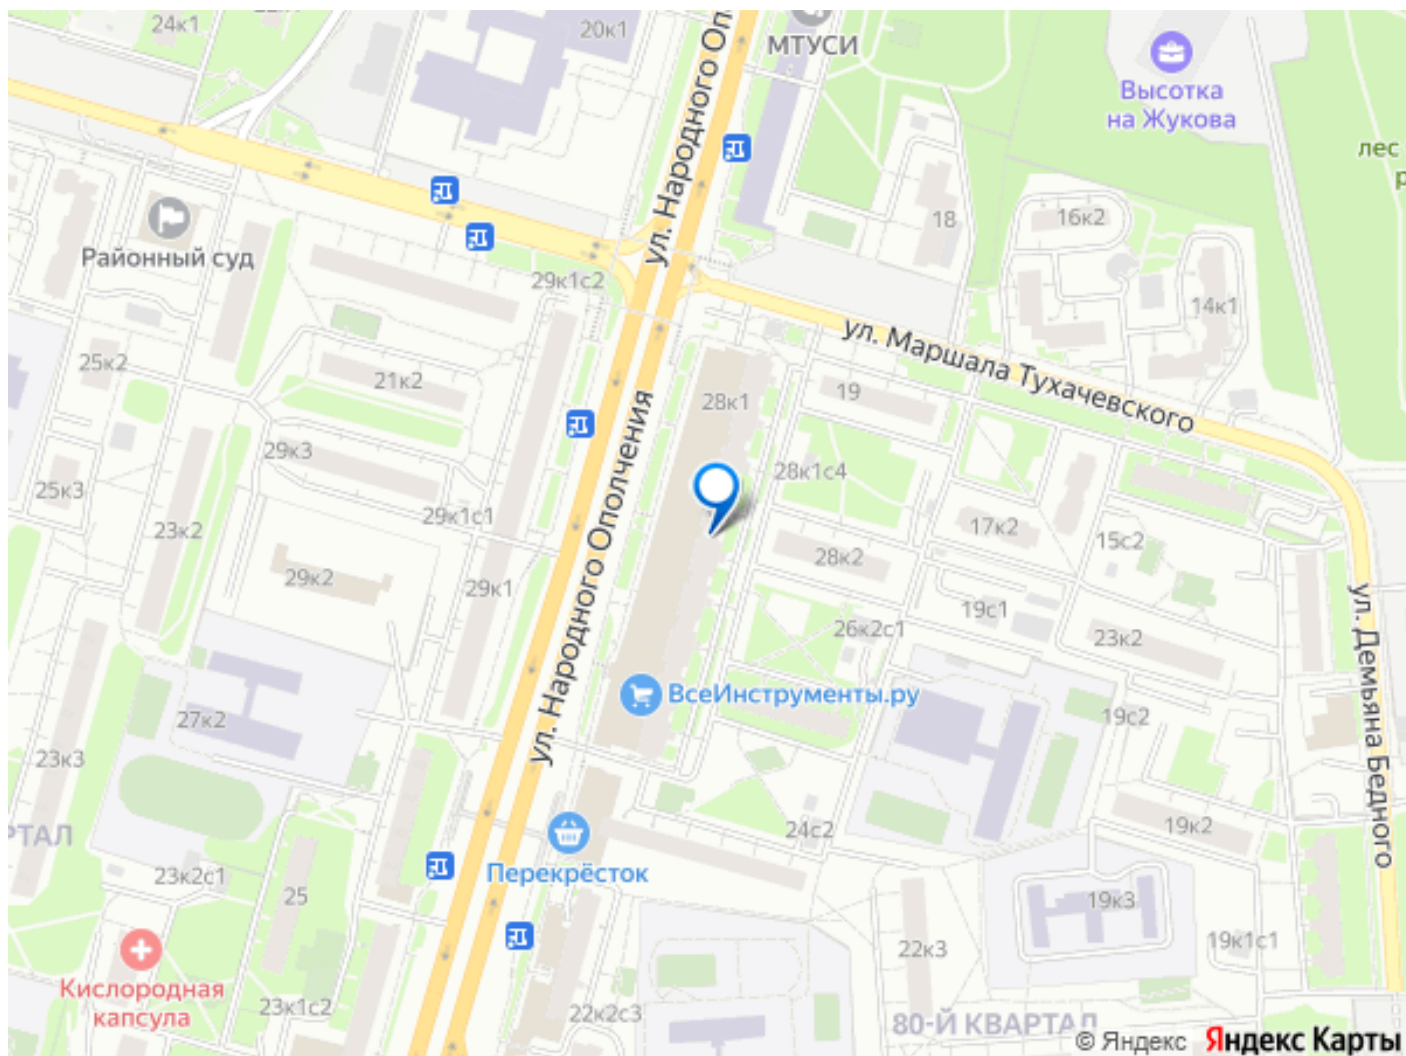 24к1
20к1
ул. Народного Оп
МТУСИ
Высотка
на Жукова
лес
р
18
16к2
Районный суд
29к1с2
14к1
ул. Маршала Тухачевского
25к2
21к2
28к1
19
ул. Народного Ополчения
29к3
28к1с4
25к3
23к2
29к1с1
17к2
15с2
28к2
29к2
29к1
19с1
26к2с1
23к2
ул. Демьяна Бедного
ВсеИнструменты.ру
27к2
19с2
23к3
24с2
19к2
РТАЛ
Перекрёсток
23к2с1
25
19к3
22к3
19к1с1
Кислородная
капсула
23к1с2
22к2с3
80-Й КВАРТАЛ
© Яндекс Яндекс Карты